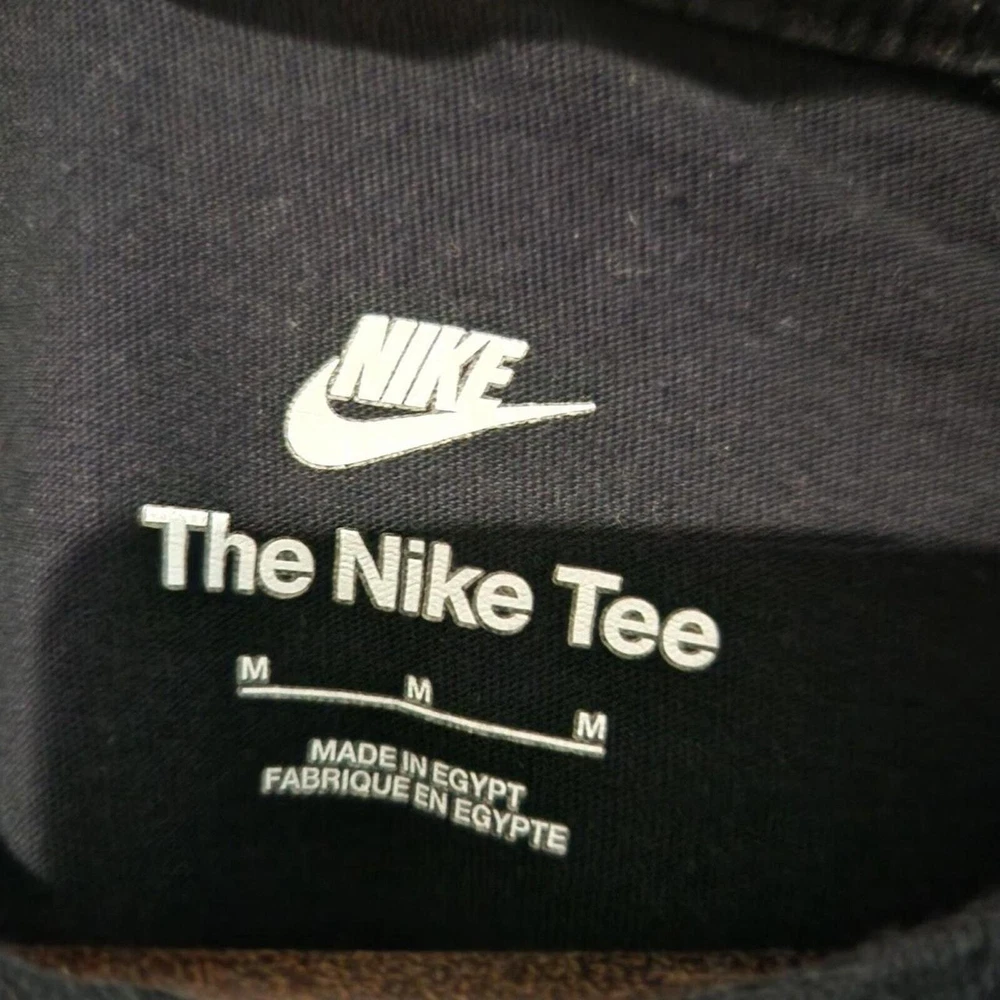 NIKE
The Nike Tee
M M M
MADE IN EGYPT
FABRIQUE EN EGYPTE